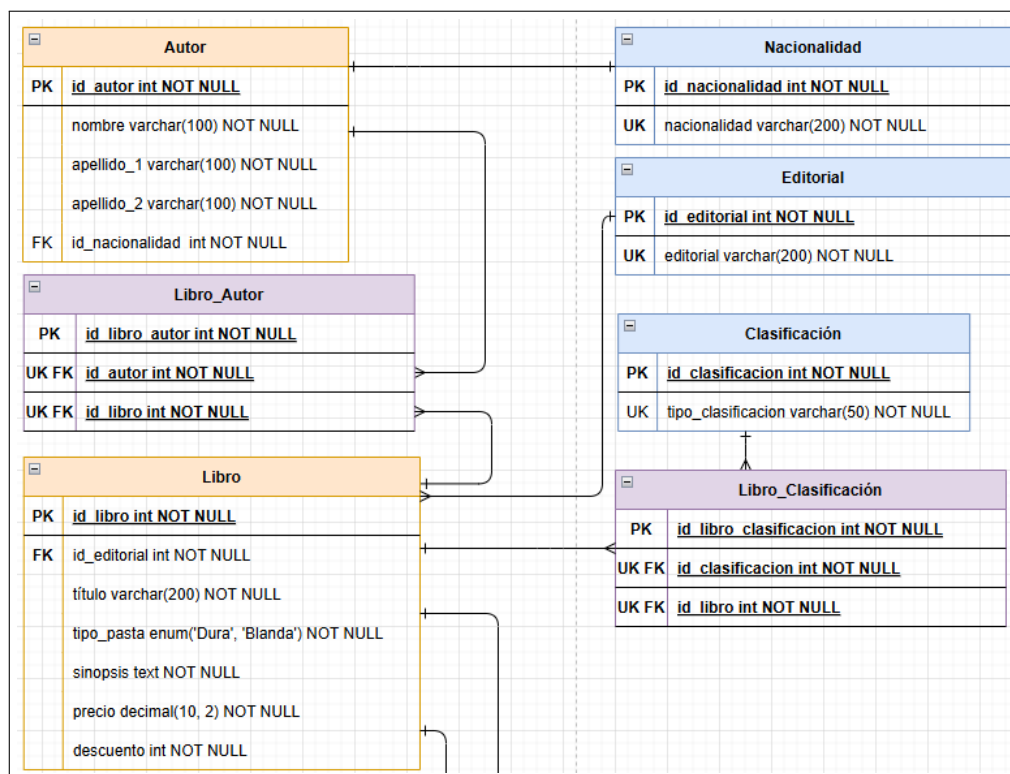 Autor
PK id_autor int NOT NULL
nombre varchar(100) NOT NULL
apellido_1 varchar(100) NOT NULL
apellido_2 varchar(100) NOT NULL
FK id_nacionalidad int NOT NULL
Nacionalidad
PK id_nacionalidad int NOT NULL
UK nacionalidad varchar(200) NOT NULL
Editorial
PK id_editorial int NOT NULL
UK editorial varchar(200) NOT NULL
Libro_Autor
PK id_libro_autor int NOT NULL
UK FK id_autor int NOT NULL
UK FK id_libro int NOT NULL
Clasificación
PK id_clasificacion int NOT NULL
UK tipo_clasificacion varchar(50) NOT NULL
Libro
PK id_libro int NOT NULL
FK id_editorial int NOT NULL
título varchar(200) NOT NULL
tipo_pasta enum('Dura', 'Blanda') NOT NULL
sinopsis text NOT NULL
precio decimal(10, 2) NOT NULL
descuento int NOT NULL
Libro_Clasificación
PK id_libro_clasificacion int NOT NULL
UK FK id_clasificacion int NOT NULL
UK FK id_libro int NOT NULL